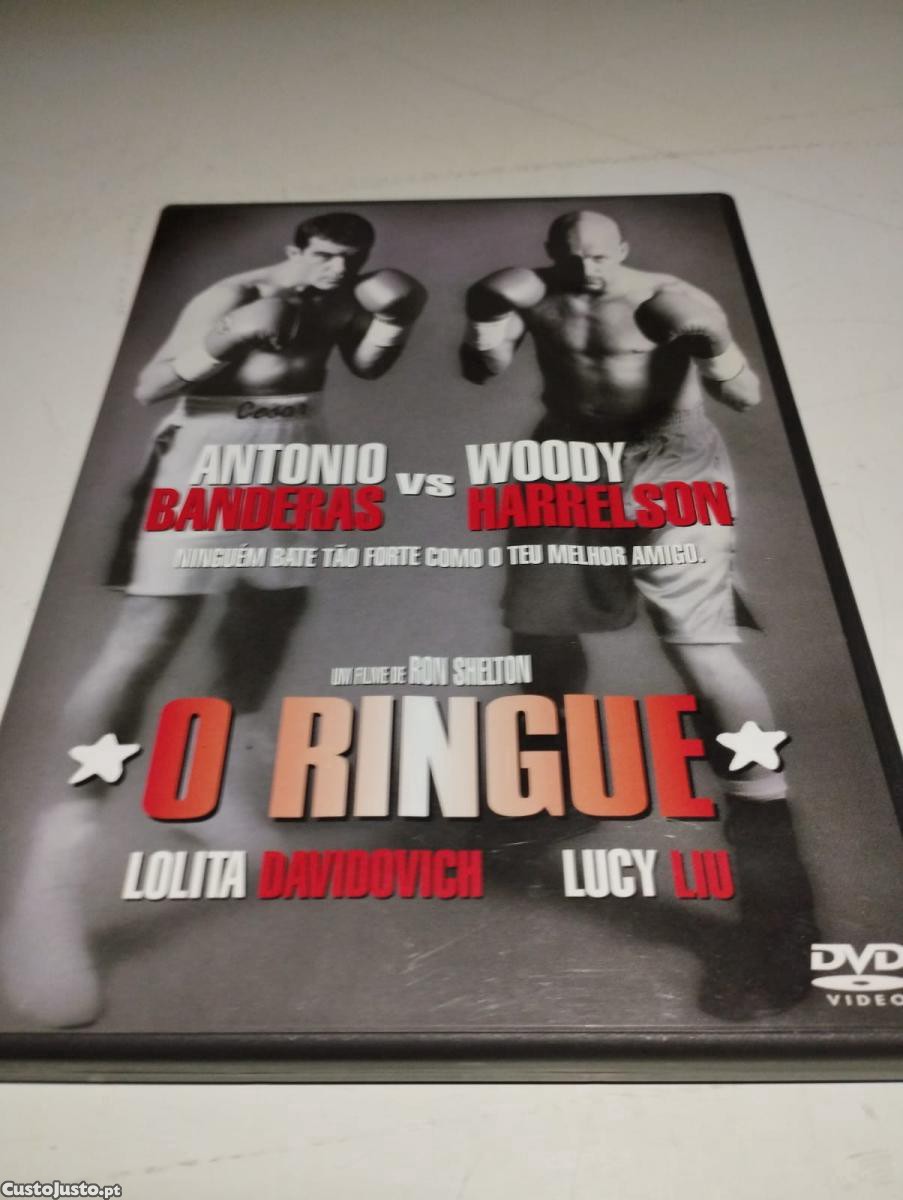 Cesar
ANTONIO BANDERAS vs WOODY HARRELSON
NINGUÉM BATE TÃO FORTE COMO O TEU MELHOR AMIGO.
UM FILME DE RON SHELTON
O RINGUE
LOLITA DAVIDOVICH LUCY LIU
DVD
VIDEO
CustoJusto.pt